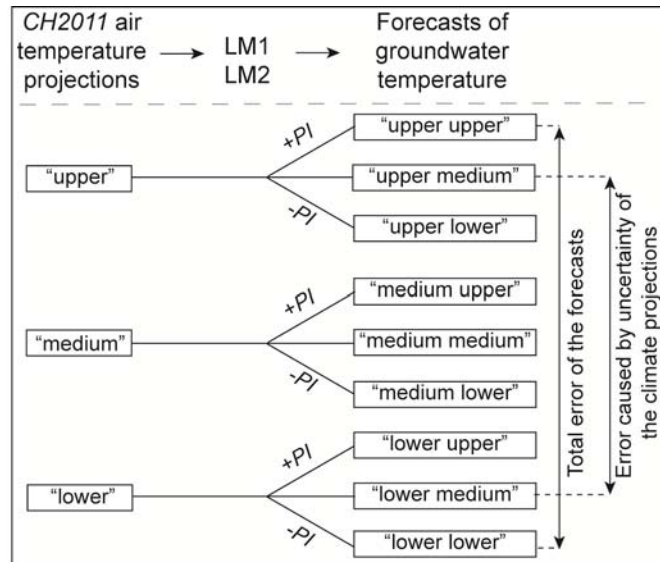 CH2011 air
temperature
projections
LM1
LM2
Forecasts of
groundwater
temperature
“upper”
+PI
-PI
“upper upper”
“upper medium”
“upper lower”
“medium”
+PI
-PI
“medium upper”
“medium medium”
“medium lower”
“lower”
+PI
-PI
“lower upper”
“lower medium”
“lower lower”
Total error of the forecasts
Error caused by uncertainty of
the climate projections